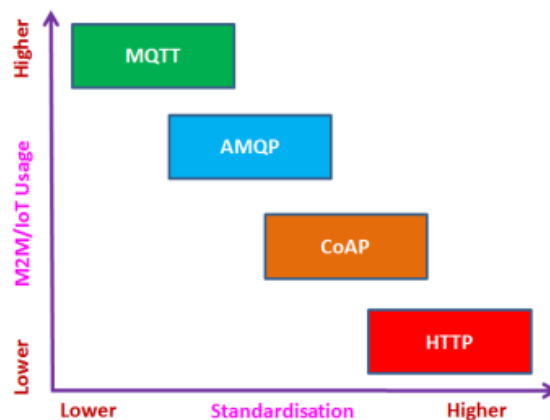 Higher
MQTT
AMQP
M2M/IoT Usage
CoAP
HTTP
Lower
Lower Standardisation Higher